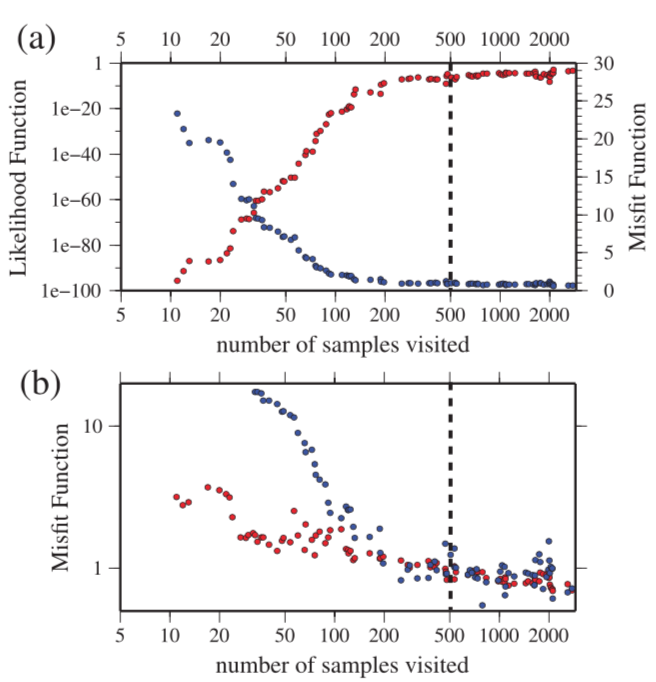 (a)
5 10 20 50 100 200 500 1000 2000
Likelihood Function
1
1e−20
1e−40
1e−60
1e−80
1e−100
30
25
20
15
10
5
0
Misfit Function
5 10 20 50 100 200 500 1000 2000
number of samples visited
(b)
Misfit Function
10
1
5 10 20 50 100 200 500 1000 2000
number of samples visited